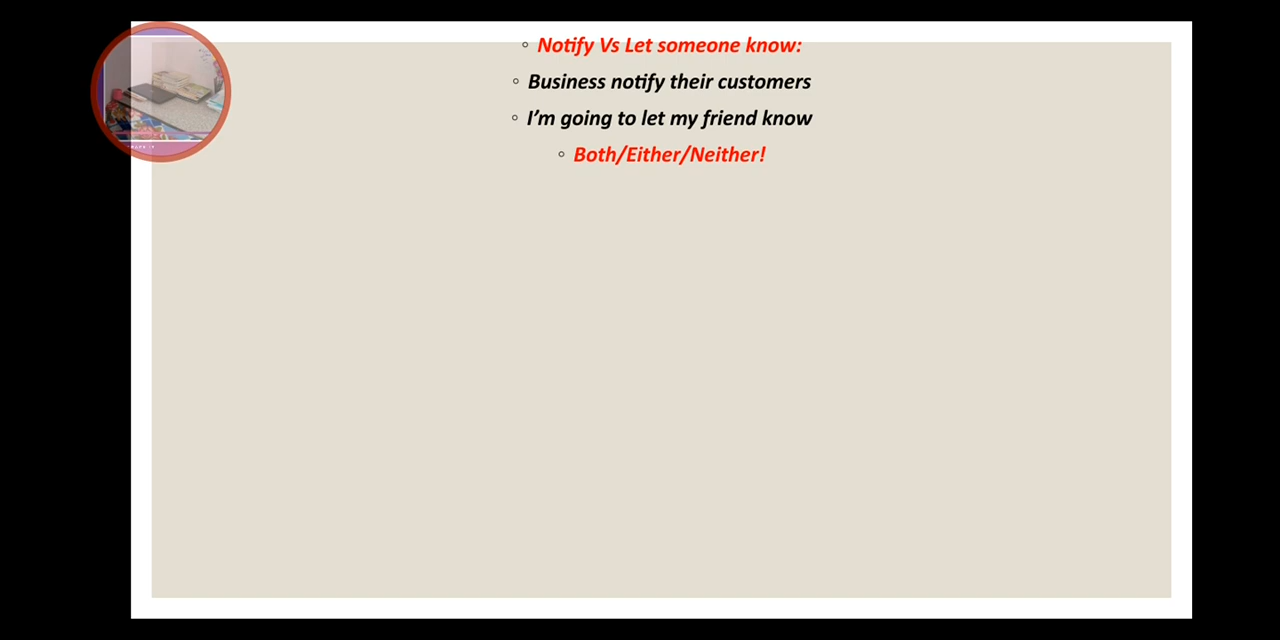 Notify Vs Let someone know:
Business notify their customers
I'm going to let my friend know
Both/Either/Neither!